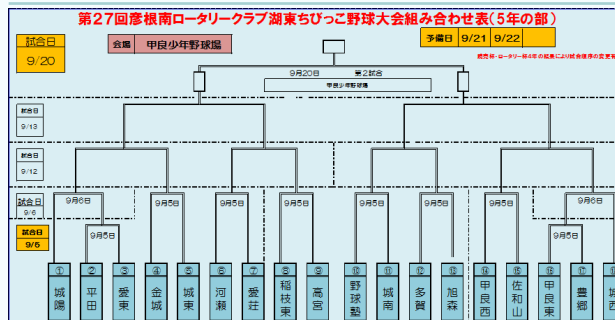 第27回彦根南ロータリークラブ湖東ちびっこ野球大会組み合わせ表(5年の部)
試合日
9/20
会場 甲良少年野球場
予備日 9/21 9/22
9月20日 第2試合
甲良少年野球場
試合日
9/13
試合日
9/12
試合日
9/6
試合日
9/5
9月6日
9月5日
9月5日
9月5日
9月5日
9月5日
9月5日
9月5日
9月6日
9月5日
① 城陽
② 平田
③ 愛東
④ 金城
⑤ 城東
⑥ 河瀬
⑦ 愛荘
⑧ 稲枝東
⑨ 高宮
⑩ 野球塾
⑪ 城南
⑫ 多賀
⑬ 旭森
⑭ 甲良西
⑮ 佐和山
⑯ 甲良東
⑰ 豊郷
城西